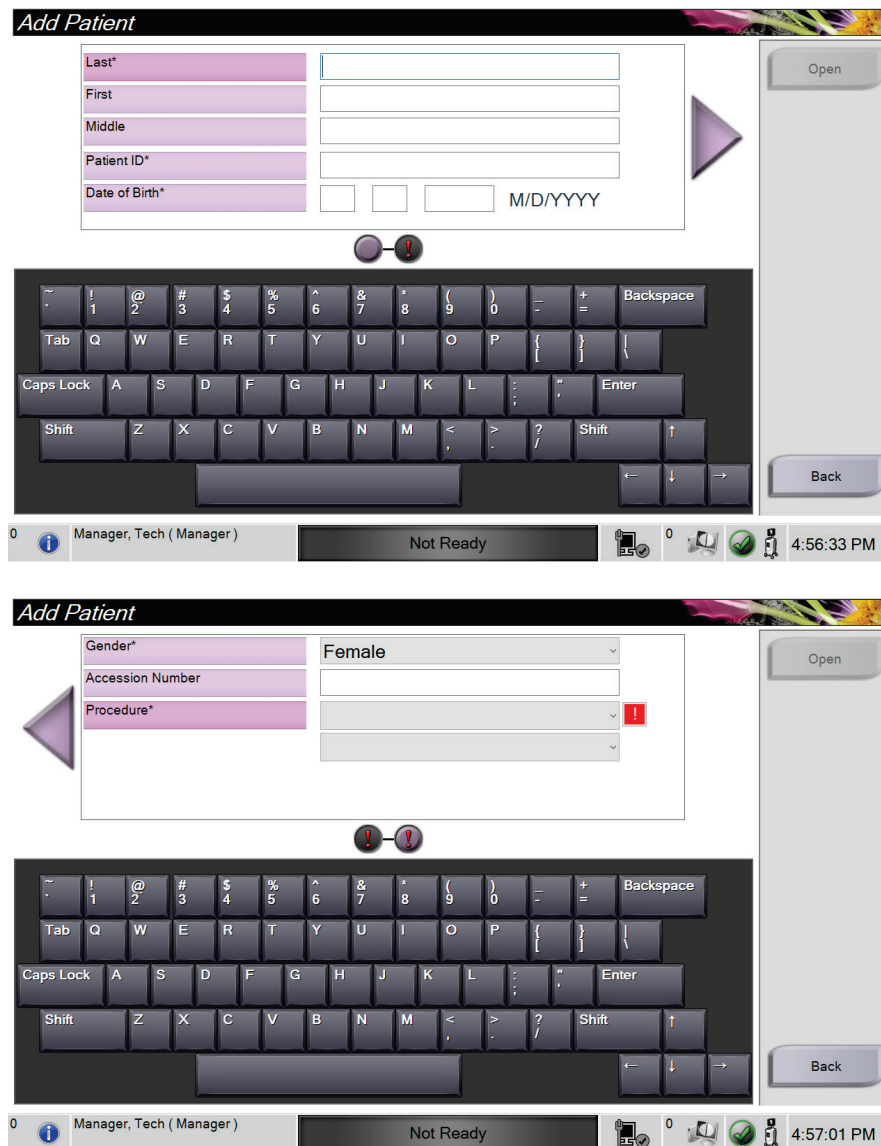 Add Patient
Last*
Open
First
Middle
Patient ID*
Date of Birth* M/D/YYYY
!
~ ! @ # $ % ^ & * ( ) _ + Backspace
` 1 2 3 4 5 6 7 8 9 0 - =
Tab Q W E R T Y U I O P { } |
[ ] \
Caps Lock A S D F G H J K L : " Enter
; '
Shift Z X C V B N M < > ? Shift ↑
, . /
← ↓ →
Back
0 Manager, Tech ( Manager ) Not Ready 0 4:56:33 PM
Add Patient
Gender* Female
Open
Accession Number
Procedure* !
! !
~ ! @ # $ % ^ & * ( ) _ + Backspace
` 1 2 3 4 5 6 7 8 9 0 - =
Tab Q W E R T Y U I O P { } |
[ ] \
Caps Lock A S D F G H J K L : " Enter
; '
Shift Z X C V B N M < > ? Shift ↑
, . /
← ↓ →
Back
0 Manager, Tech ( Manager ) Not Ready 0 4:57:01 PM